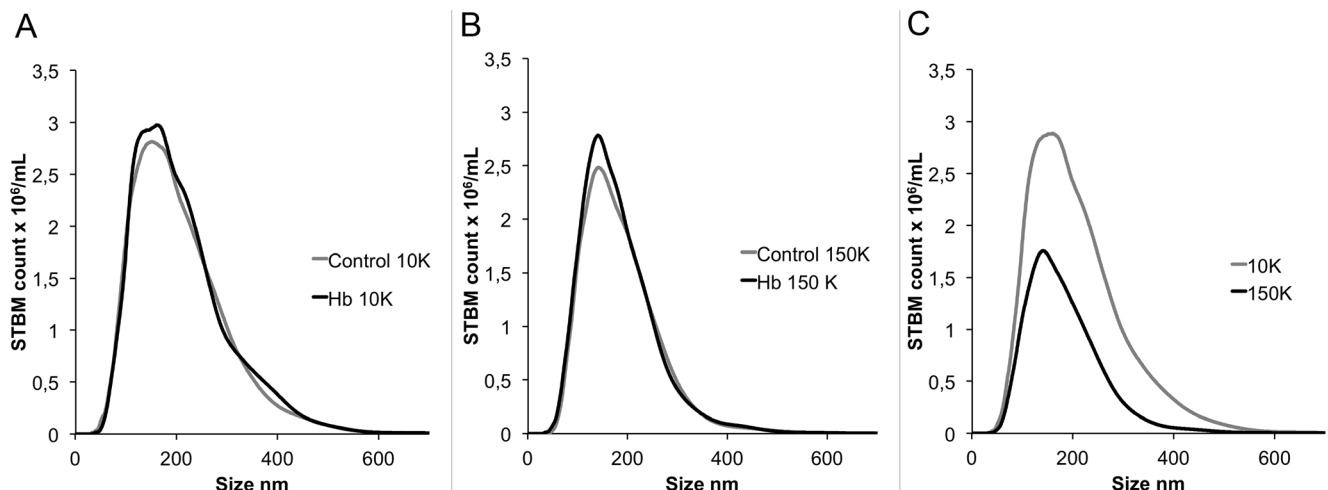 A
3,5
3
2,5
2
1,5
1
0,5
0
STBM count x 10⁶/mL
0
200
400
600
Size nm
Control 10K
Hb 10K
B
3,5
3
2,5
2
1,5
1
0,5
0
STBM count x 10⁶/mL
0
200
400
600
Size nm
Control 150K
Hb 150 K
C
3,5
3
2,5
2
1,5
1
0,5
0
STBM count x 10⁶/mL
0
200
400
600
Size nm
10K
150K